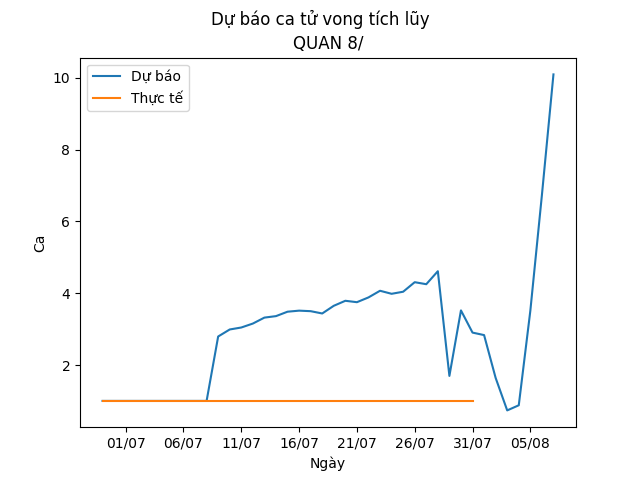 Dự báo ca tử vong tích lũy
QUAN 8/
Dự báo
Thực tế
10
8
6
4
2
Ca
01/07 06/07 11/07 16/07 21/07 26/07 31/07 05/08
Ngày